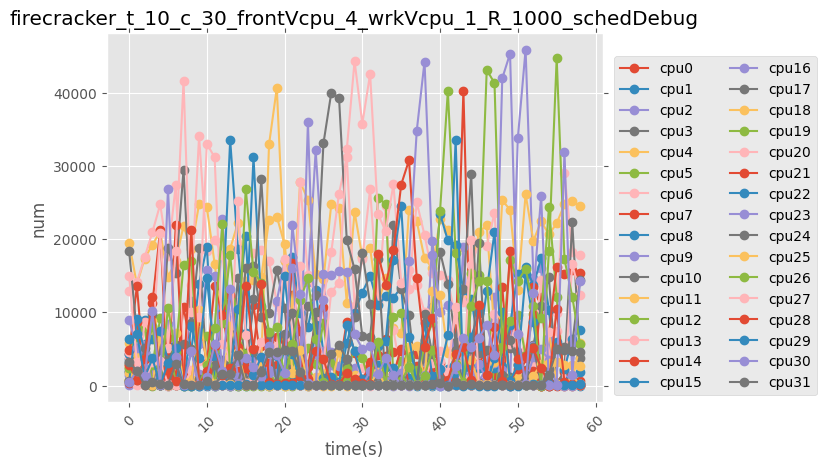 firecracker_t_10_c_30_frontVcpu_4_wrkVcpu_1_R_1000_schedDebug
40000
30000
20000
10000
0
num
0
10
20
30
40
50
60
time(s)
cpu0
cpu1
cpu2
cpu3
cpu4
cpu5
cpu6
cpu7
cpu8
cpu9
cpu10
cpu11
cpu12
cpu13
cpu14
cpu15
cpu16
cpu17
cpu18
cpu19
cpu20
cpu21
cpu22
cpu23
cpu24
cpu25
cpu26
cpu27
cpu28
cpu29
cpu30
cpu31